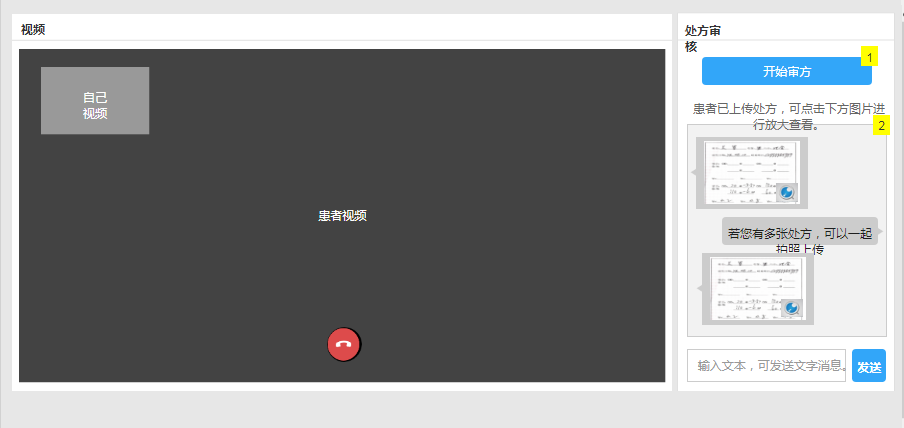 视频
自己
视频
患者视频
处方审
核
1
开始审方
患者已上传处方，可点击下方图片进
行放大查看。
2
若您有多张处方，可以一起
拍照上传
输入文本，可发送文字消息。
发送